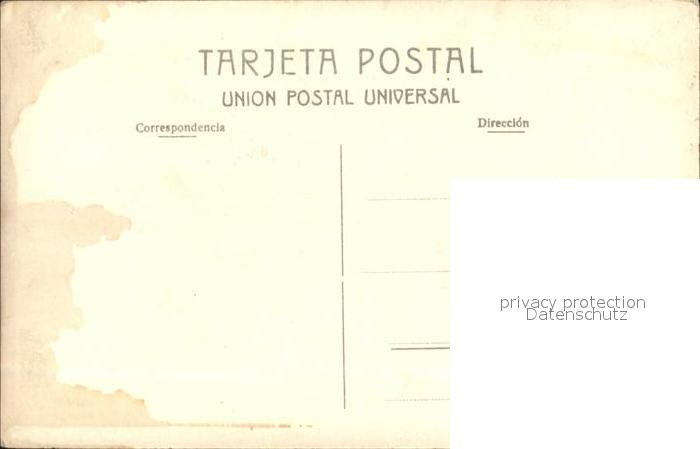 TARJETA POSTAL
UNION POSTAL UNIVERSAL
Correspondencia
Dirección
privacy protection
Datenschutz